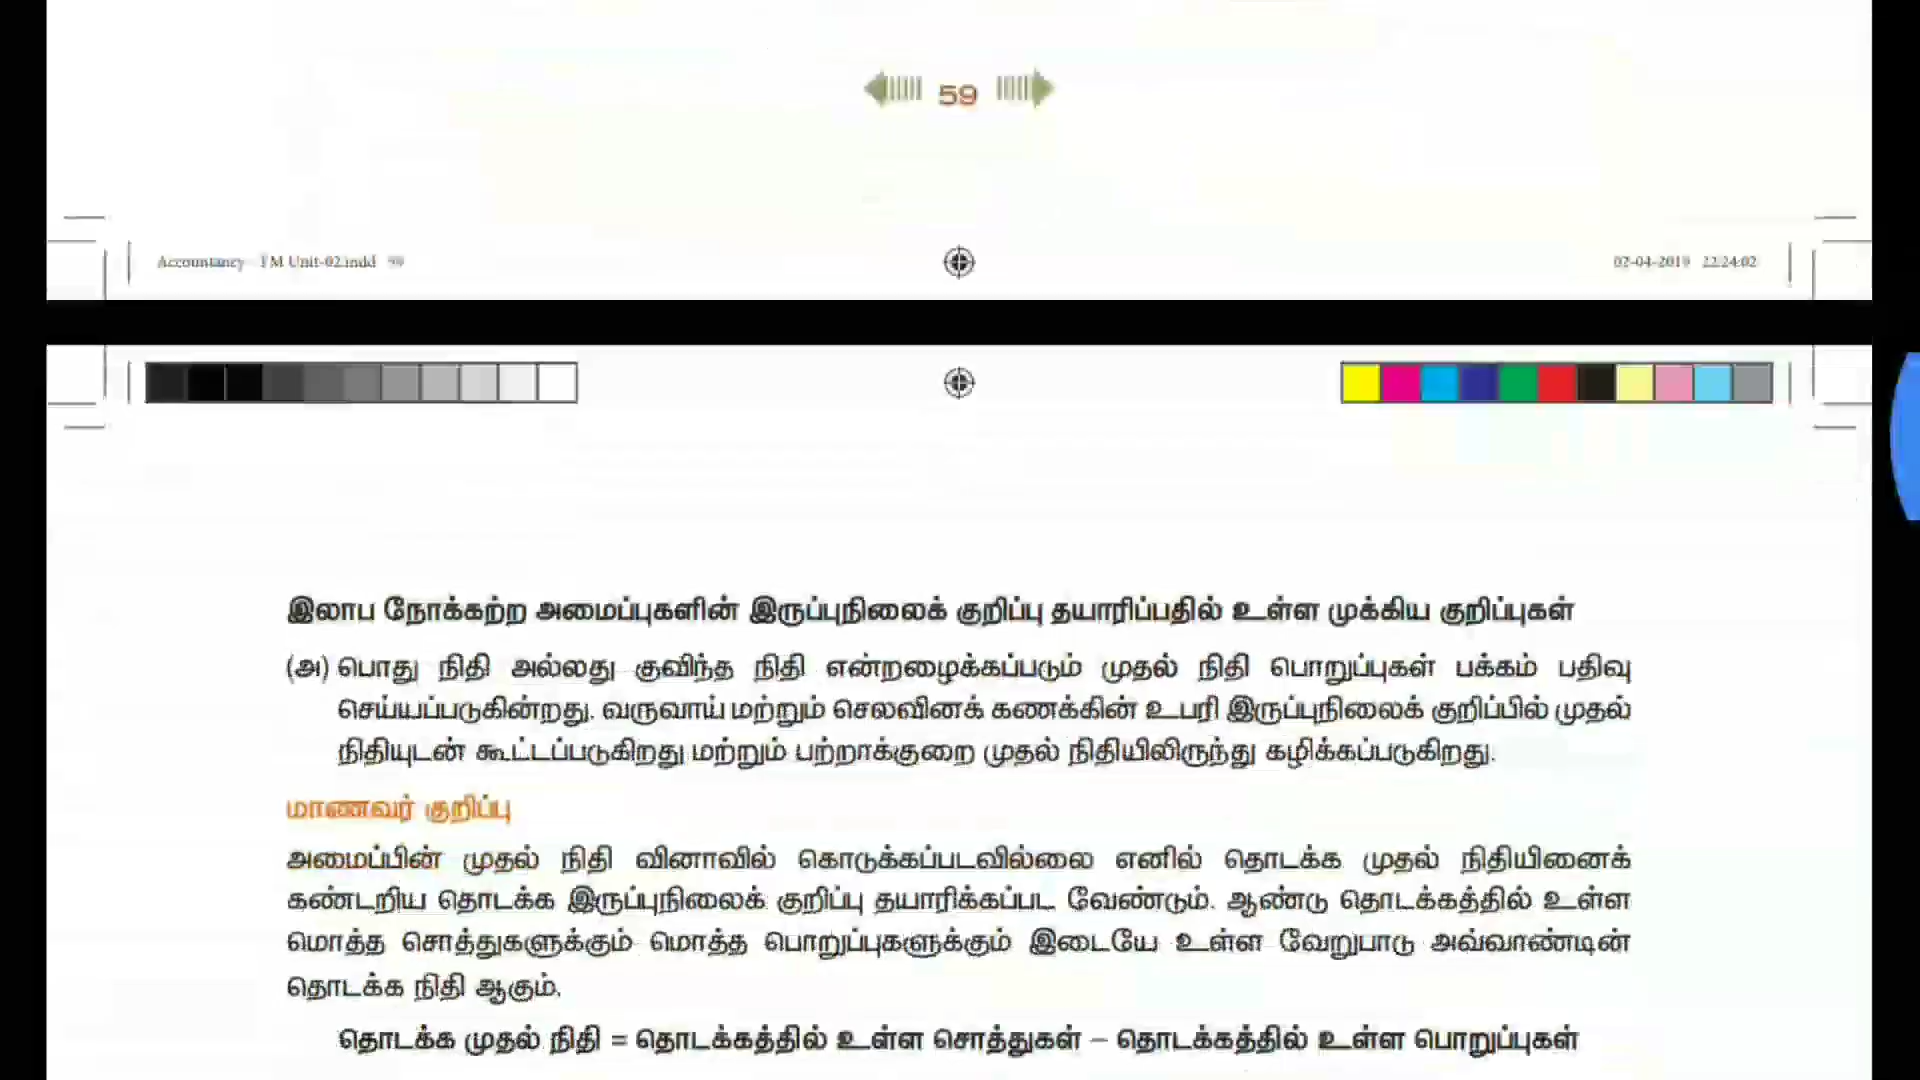 59
Accountancy TM Unit-02.indd 59
02-04-2019 22:24:02
இலாப நோக்கற்ற அமைப்புகளின் இருப்புநிலைக் குறிப்பு தயாரிப்பதில் உள்ள முக்கிய குறிப்புகள்
(அ) பொது நிதி அல்லது குவிந்த நிதி என்றழைக்கப்படும் முதல் நிதி பொறுப்புகள் பக்கம் பதிவு
செய்யப்படுகின்றது. வருவாய் மற்றும் செலவினக் கணக்கின் உபரி இருப்புநிலைக் குறிப்பில் முதல்
நிதியுடன் கூட்டப்படுகிறது மற்றும் பற்றாக்குறை முதல் நிதியிலிருந்து கழிக்கப்படுகிறது.
மாணவர் குறிப்பு
அமைப்பின் முதல் நிதி வினாவில் கொடுக்கப்படவில்லை எனில் தொடக்க முதல் நிதியினைக்
கண்டறிய தொடக்க இருப்புநிலைக் குறிப்பு தயாரிக்கப்பட வேண்டும். ஆண்டு தொடக்கத்தில் உள்ள
மொத்த சொத்துகளுக்கும் மொத்த பொறுப்புகளுக்கும் இடையே உள்ள வேறுபாடு அவ்வாண்டின்
தொடக்க நிதி ஆகும்.
தொடக்க முதல் நிதி = தொடக்கத்தில் உள்ள சொத்துகள் – தொடக்கத்தில் உள்ள பொறுப்புகள்